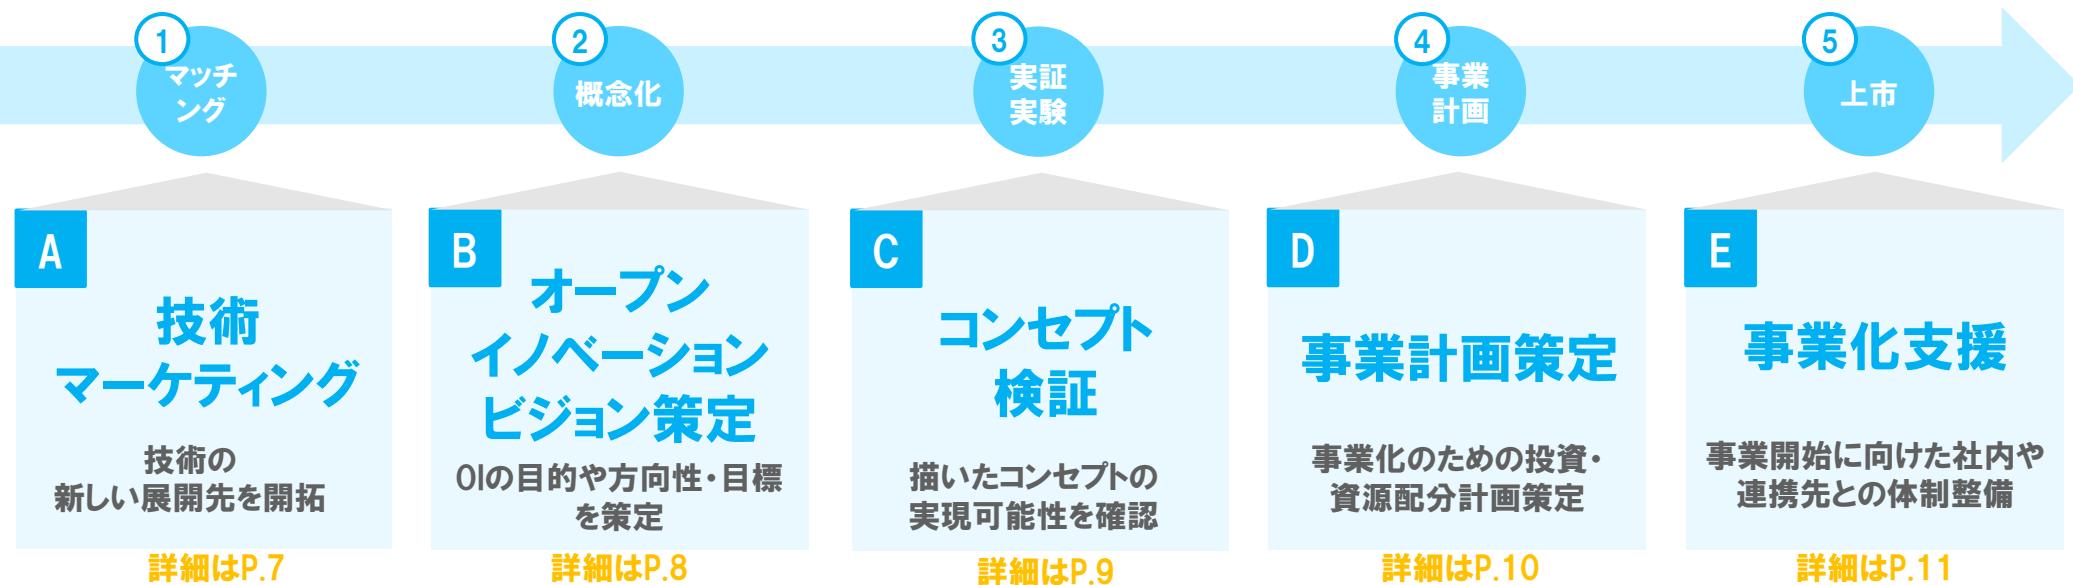 1
マッチ
ング
2
概念化
3
実証
実験
4
事業
計画
5
上市
A
技術
マーケティング
技術の
新しい展開先を開拓
詳細はP.7
B
オープン
イノベーション
ビジョン策定
OIの目的や方向性・目標
を策定
詳細はP.8
C
コンセプト
検証
描いたコンセプトの
実現可能性を確認
詳細はP.9
D
事業計画策定
事業化のための投資・
資源配分計画策定
詳細はP.10
E
事業化支援
事業開始に向けた社内や
連携先との体制整備
詳細はP.11